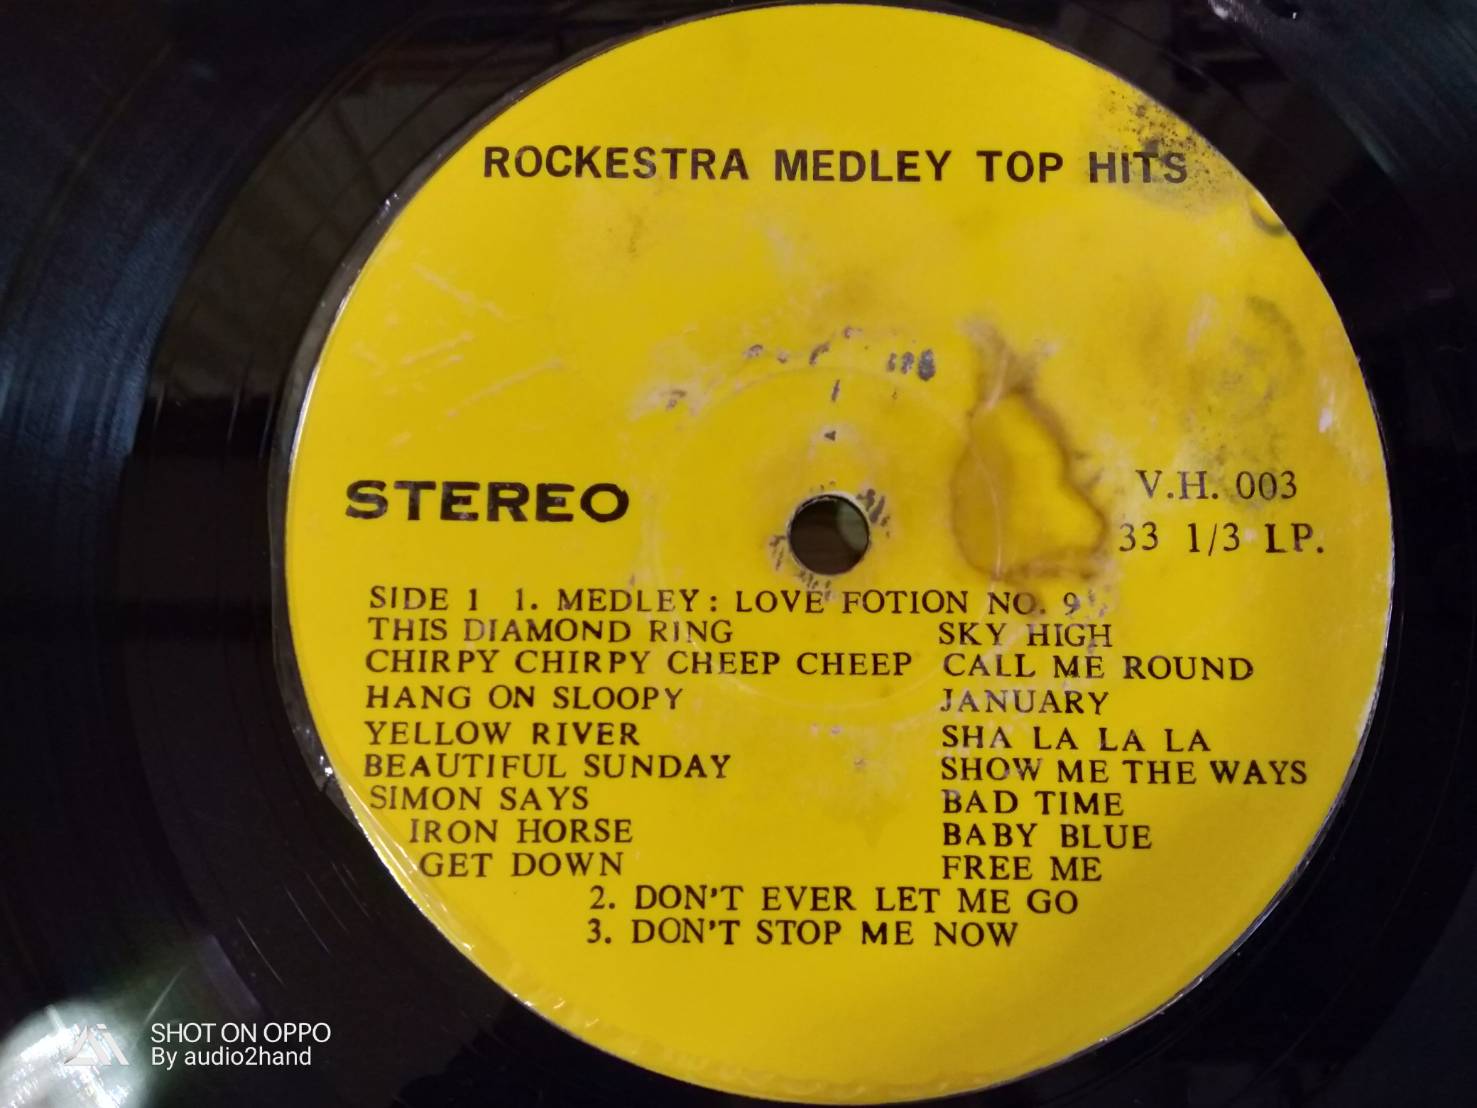 ROCKESTRA MEDLEY TOP HITS
STEREO
V.H. 003
33 1/3 LP.
SIDE 1 1. MEDLEY : LOVE FOTION NO. 9
THIS DIAMOND RING SKY HIGH
CHIRPY CHIRPY CHEEP CHEEP CALL ME ROUND
HANG ON SLOOPY JANUARY
YELLOW RIVER SHA LA LA LA
BEAUTIFUL SUNDAY SHOW ME THE WAYS
SIMON SAYS BAD TIME
IRON HORSE BABY BLUE
GET DOWN FREE ME
2. DON'T EVER LET ME GO
3. DON'T STOP ME NOW
SHOT ON OPPO
By audio2hand